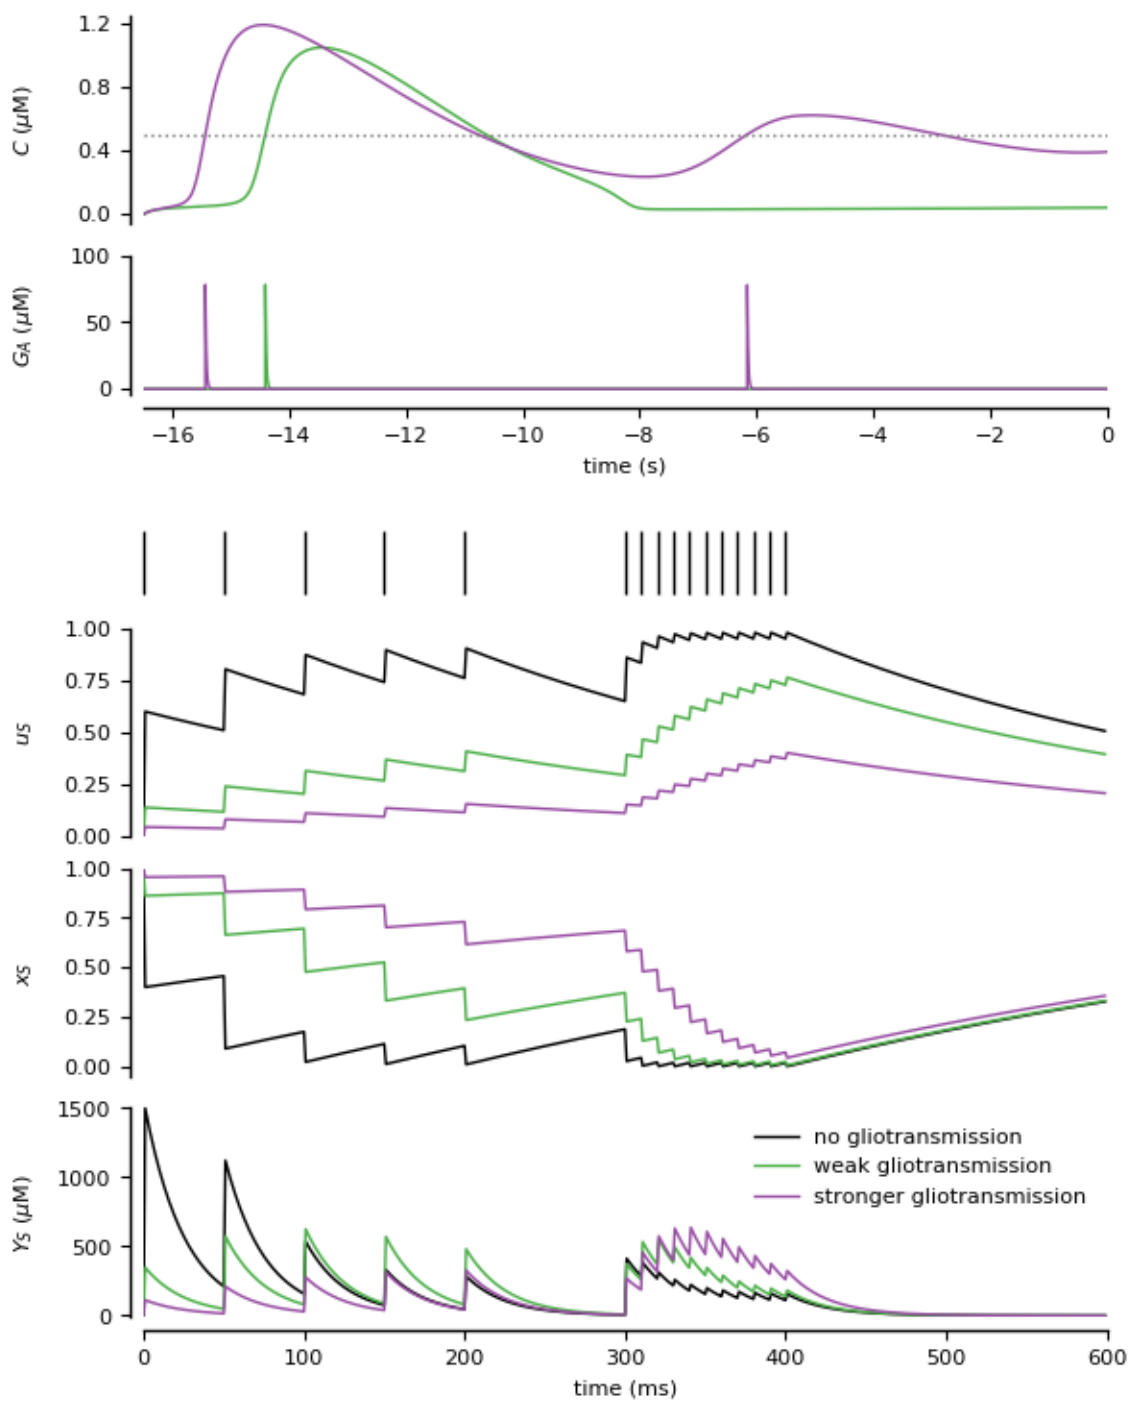 1.2
0.8
0.4
0.0
C (μM)
100
50
0
G_A (μM)
−16 −14 −12 −10 −8 −6 −4 −2 0
time (s)
1.00
0.75
0.50
0.25
0.00
u_S
1.00
0.75
0.50
0.25
0.00
x_S
1500
1000
500
0
Y_S (μM)
no gliotransmission
weak gliotransmission
stronger gliotransmission
0 100 200 300 400 500 600
time (ms)